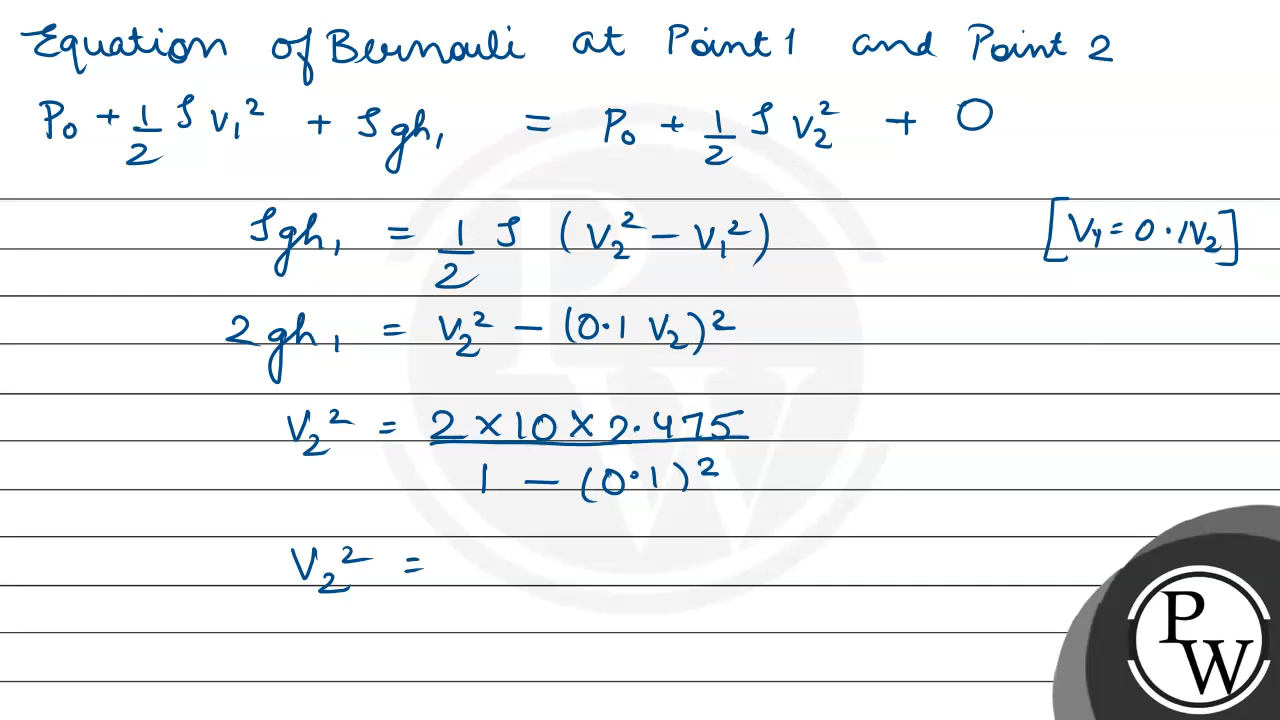 Equation of Bernouli at Point 1 and Point 2
P₀ + 1/2 ρ v₁² + ρgh₁ = P₀ + 1/2 ρ v₂² + 0
ρgh₁ = 1/2 ρ (v₂² – v₁²) [V₁ = 0.1V₂]
2gh₁ = v₂² – (0.1 v₂)²
v₂² = 2 × 10 × 2.475 / 1 – (0.1)²
v₂² =
PW
PW